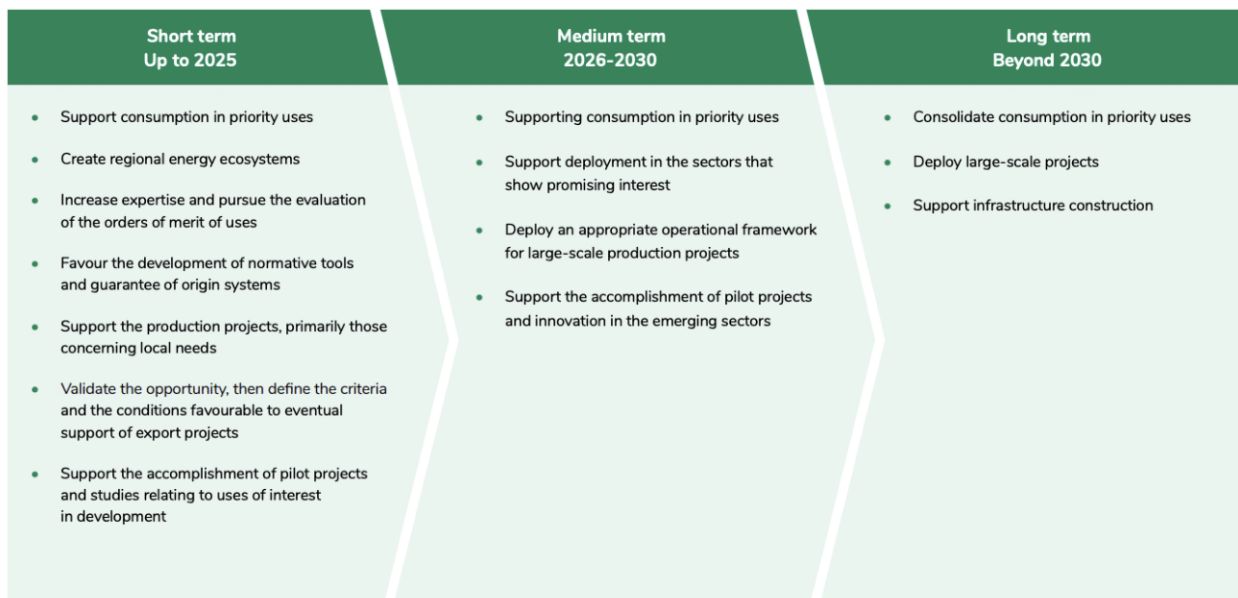 Short term
Up to 2025
• Support consumption in priority uses
• Create regional energy ecosystems
• Increase expertise and pursue the evaluation
of the orders of merit of uses
• Favour the development of normative tools
and guarantee of origin systems
• Support the production projects, primarily those
concerning local needs
• Validate the opportunity, then define the criteria
and the conditions favourable to eventual
support of export projects
• Support the accomplishment of pilot projects
and studies relating to uses of interest
in development
Medium term
2026-2030
• Supporting consumption in priority uses
• Support deployment in the sectors that
show promising interest
• Deploy an appropriate operational framework
for large-scale production projects
• Support the accomplishment of pilot projects
and innovation in the emerging sectors
Long term
Beyond 2030
• Consolidate consumption in priority uses
• Deploy large-scale projects
• Support infrastructure construction